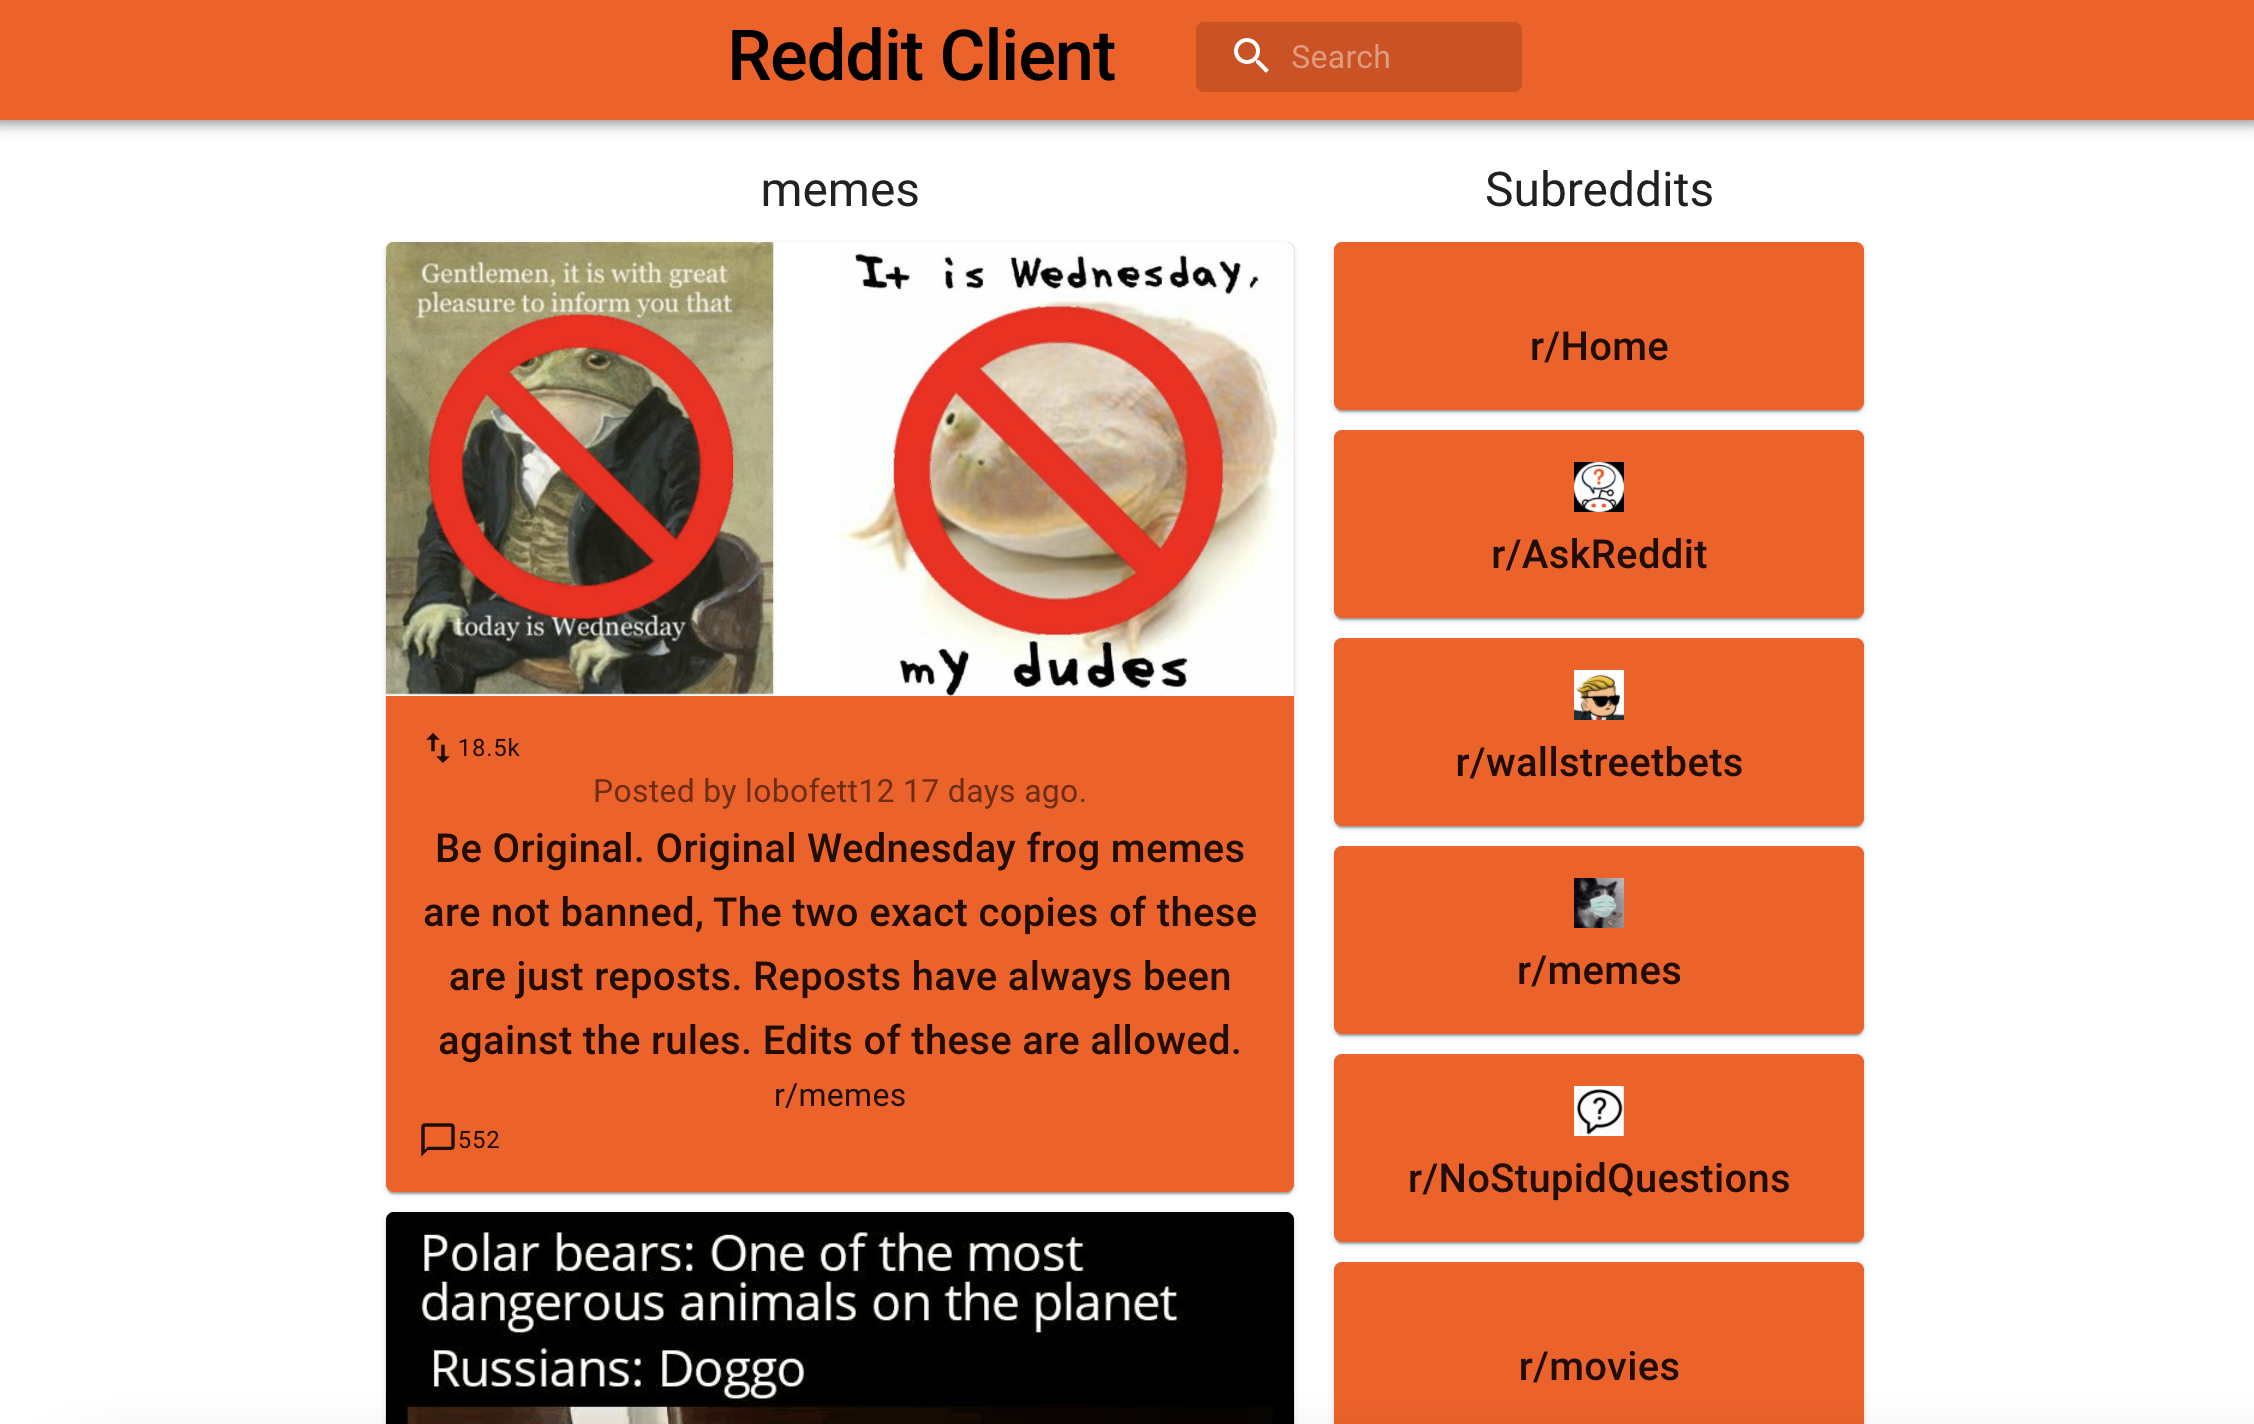 Reddit Client
Search
memes
Gentlemen, it is with great
pleasure to inform you that
today is Wednesday
It is Wednesday,
my dudes
18.5k
Posted by lobofett12 17 days ago.
Be Original. Original Wednesday frog memes
are not banned, The two exact copies of these
are just reposts. Reposts have always been
against the rules. Edits of these are allowed.
r/memes
552
Polar bears: One of the most
dangerous animals on the planet
Russians: Doggo
Subreddits
r/Home
?
r/AskReddit
r/wallstreetbets
r/memes
?
r/NoStupidQuestions
r/movies